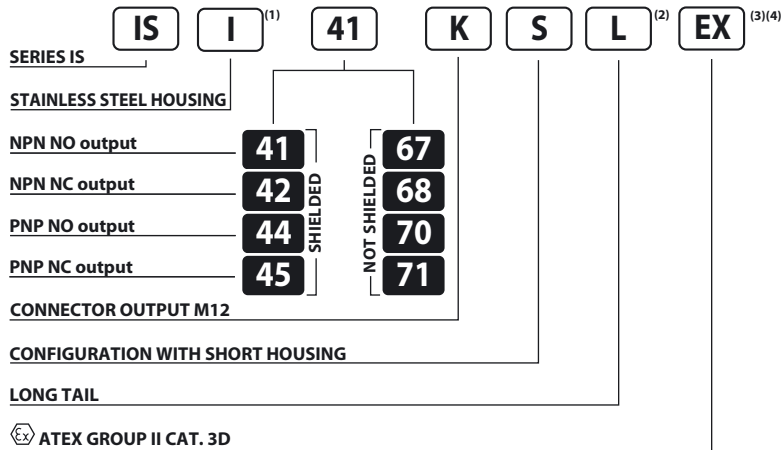 IS I (1) 41 K S L (2) EX (3)(4)
SERIES IS
STAINLESS STEEL HOUSING
NPN NO output 41 67
NPN NC output 42 68
PNP NO output 44 70
PNP NC output 45 71
SHIELDED
NOT SHIELDED
CONNECTOR OUTPUT M12
CONFIGURATION WITH SHORT HOUSING
LONG TAIL
Ex ATEX GROUP II CAT. 3D